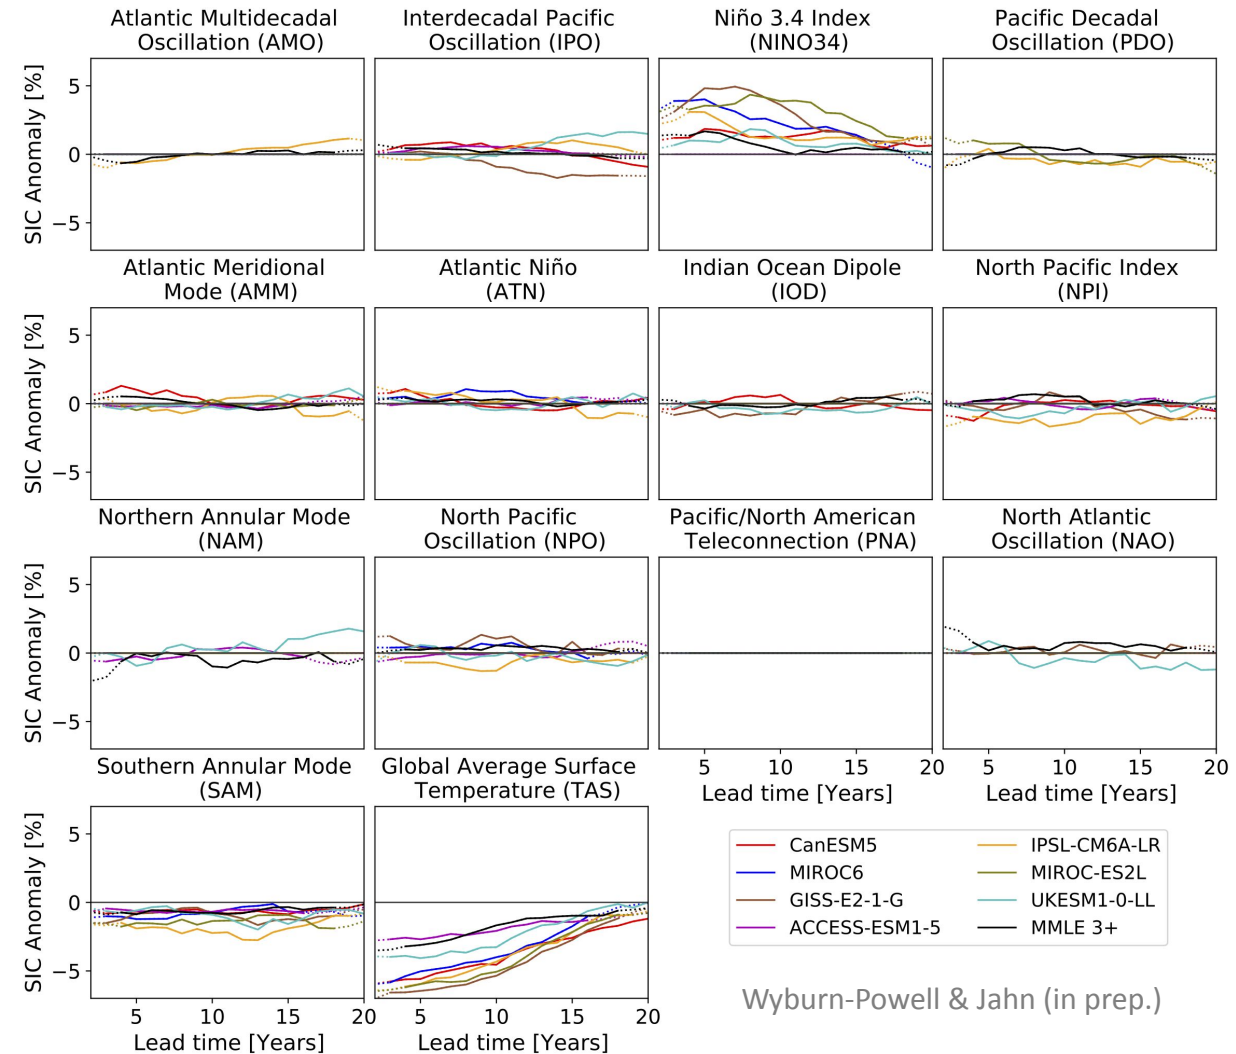 Atlantic Multidecadal
Oscillation (AMO)
Interdecadal Pacific
Oscillation (IPO)
Niño 3.4 Index
(NINO34)
Pacific Decadal
Oscillation (PDO)
SIC Anomaly [%]
5
0
−5
Atlantic Meridional
Mode (AMM)
Atlantic Niño
(ATN)
Indian Ocean Dipole
(IOD)
North Pacific Index
(NPI)
SIC Anomaly [%]
5
0
−5
Northern Annular Mode
(NAM)
North Pacific
Oscillation (NPO)
Pacific/North American
Teleconnection (PNA)
North Atlantic
Oscillation (NAO)
SIC Anomaly [%]
5
0
−5
5 10 15 20
Lead time [Years]
5 10 15 20
Lead time [Years]
Southern Annular Mode
(SAM)
Global Average Surface
Temperature (TAS)
SIC Anomaly [%]
5
0
−5
5 10 15 20
Lead time [Years]
5 10 15 20
Lead time [Years]
CanESM5
MIROC6
GISS-E2-1-G
ACCESS-ESM1-5
IPSL-CM6A-LR
MIROC-ES2L
UKESM1-0-LL
MMLE 3+
Wyburn-Powell & Jahn (in prep.)